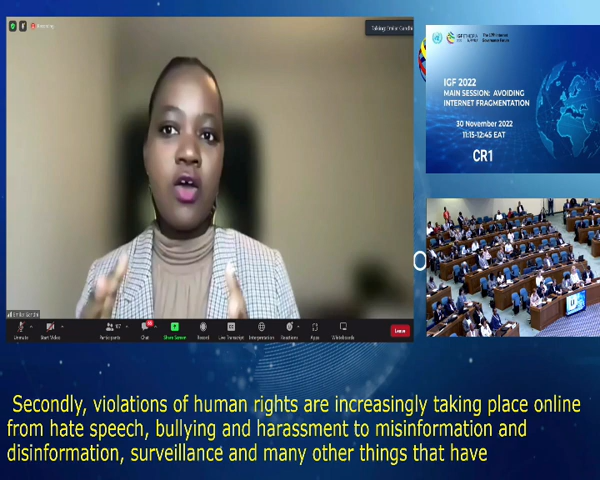 Recording
IGF 2022
MAIN SESSION: AVOIDING
INTERNET FRAGMENTATION
30 November 2022
11:15-12:45 EAT
CR1
Unmute
Start Video
Participants
Chat
Share Screen
Record
Live Transcript
Interpretation
Reactions
Apps
Whiteboards
Leave
Secondly, violations of human rights are increasingly taking place online
from hate speech, bullying and harassment to misinformation and
disinformation, surveillance and many other things that have